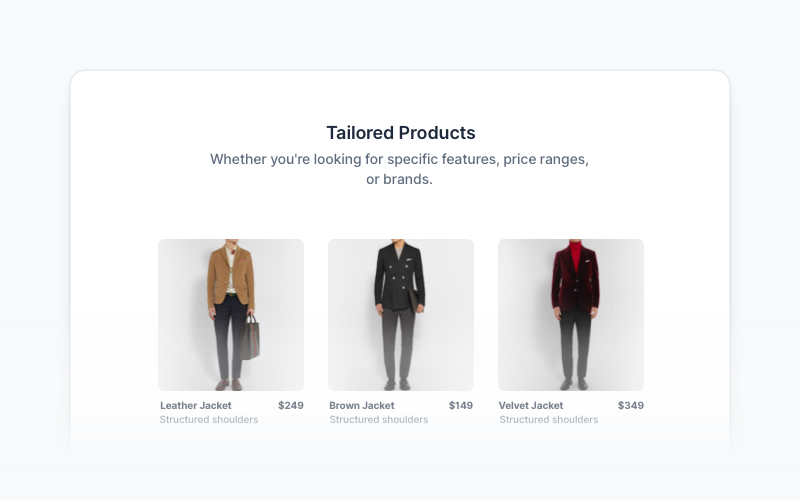 Tailored Products
Whether you're looking for specific features, price ranges,
or brands.
Leather Jacket $249
Structured shoulders
Brown Jacket $149
Structured shoulders
Velvet Jacket $349
Structured shoulders